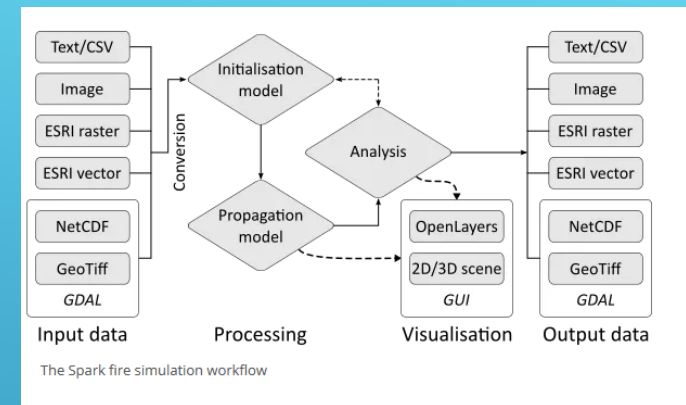 Text/CSV
Image
ESRI raster
ESRI vector
NetCDF
GeoTiff
GDAL
Input data
Conversion
Initialisation
model
Propagation
model
Processing
Analysis
OpenLayers
2D/3D scene
GUI
Visualisation
Text/CSV
Image
ESRI raster
ESRI vector
NetCDF
GeoTiff
GDAL
Output data
The Spark fire simulation workflow